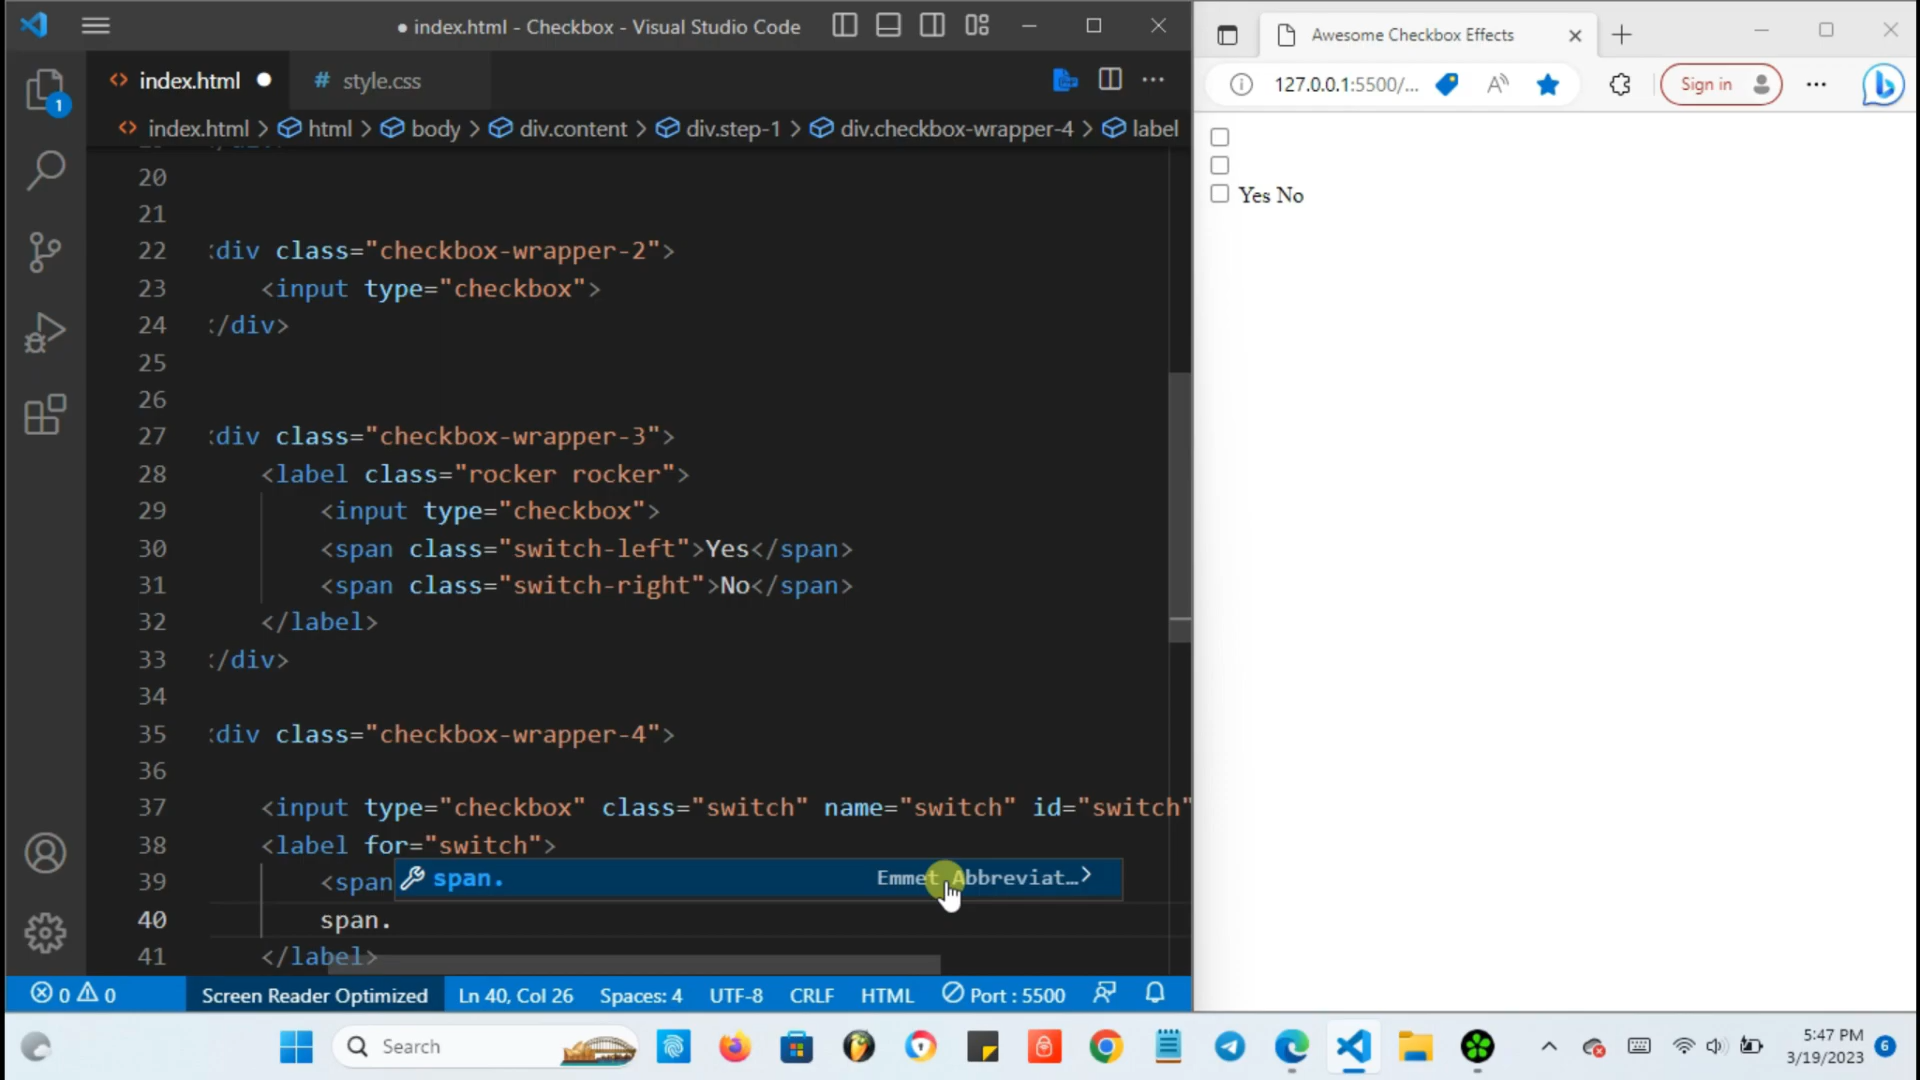 index.html - Checkbox - Visual Studio Code
index.html
# style.css
index.html > html > body > div.content > div.step-1 > div.checkbox-wrapper-4 > label
20
21
22 div class="checkbox-wrapper-2">
23 <input type="checkbox">
24 /div>
25
26
27 div class="checkbox-wrapper-3">
28 <label class="rocker rocker">
29 <input type="checkbox">
30 <span class="switch-left">Yes</span>
31 <span class="switch-right">No</span>
32 </label>
33 /div>
34
35 div class="checkbox-wrapper-4">
36
37 <input type="checkbox" class="switch" name="switch" id="switch"
38 <label for="switch">
39 <span
span. Emmet Abbreviat…
40 span.
41 </label>
1
0 0
Screen Reader Optimized
Ln 40, Col 26
Spaces: 4
UTF-8
CRLF
HTML
Port : 5500
Awesome Checkbox Effects
127.0.0.1:5500/...
Sign in
Yes No
Search
5:47 PM
3/19/2023
6